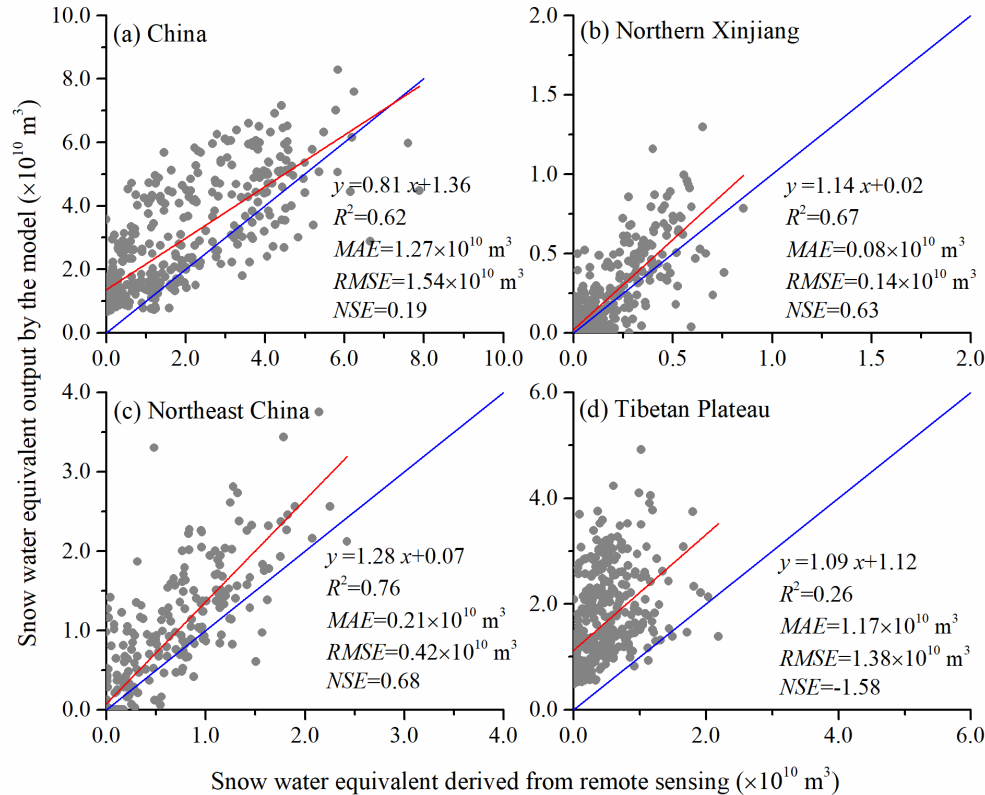 Snow water equivalent output by the model (×10¹⁰ m³)
(a) China
10.0
8.0
6.0
4.0
2.0
0.0
0.0 2.0 4.0 6.0 8.0 10.0
y=0.81 x+1.36
R²=0.62
MAE=1.27×10¹⁰ m³
RMSE=1.54×10¹⁰ m³
NSE=0.19
(b) Northern Xinjiang
2.0
1.5
1.0
0.5
0.0
0.0 0.5 1.0 1.5 2.0
y=1.14 x+0.02
R²=0.67
MAE=0.08×10¹⁰ m³
RMSE=0.14×10¹⁰ m³
NSE=0.63
(c) Northeast China
4.0
3.0
2.0
1.0
0.0
0.0 1.0 2.0 3.0 4.0
y=1.28 x+0.07
R²=0.76
MAE=0.21×10¹⁰ m³
RMSE=0.42×10¹⁰ m³
NSE=0.68
(d) Tibetan Plateau
6.0
4.0
2.0
0.0
0.0 2.0 4.0 6.0
y=1.09 x+1.12
R²=0.26
MAE=1.17×10¹⁰ m³
RMSE=1.38×10¹⁰ m³
NSE=-1.58
Snow water equivalent derived from remote sensing (×10¹⁰ m³)